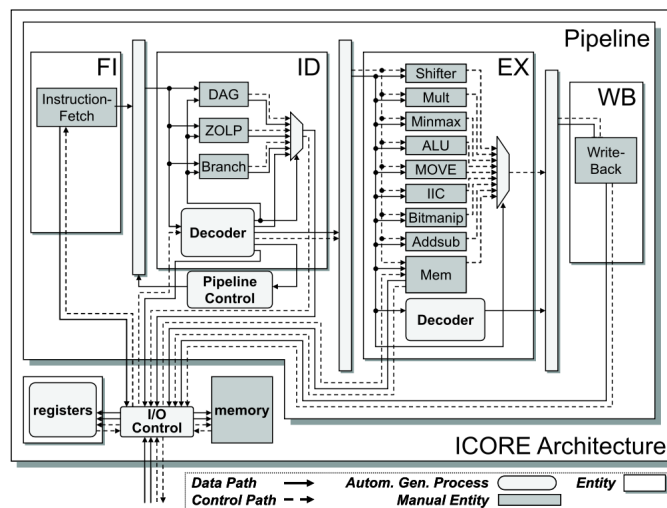 Pipeline
FI
ID
EX
WB
Instruction-
Fetch
DAG
ZOLP
Branch
Decoder
Pipeline
Control
Shifter
Mult
Minmax
ALU
MOVE
IIC
Bitmanip
Addsub
Mem
Decoder
Write-
Back
registers
I/O
Control
memory
ICORE Architecture
Data Path
Autom. Gen. Process
Entity
Control Path
Manual Entity